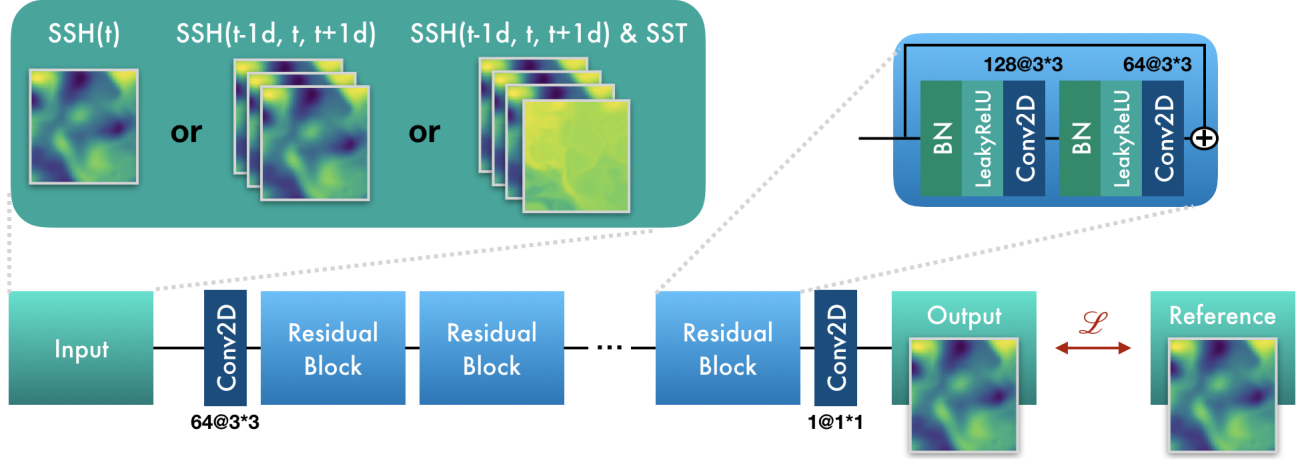 SSH(t)
SSH(t-1d, t, t+1d)
SSH(t-1d, t, t+1d) & SST
or
or
128@3*3
64@3*3
BN
LeakyReLU
Conv2D
BN
LeakyReLU
Conv2D
+
Input
Conv2D
64@3*3
Residual
Block
Residual
Block
...
Residual
Block
Conv2D
1@1*1
Output
ℒ
Reference